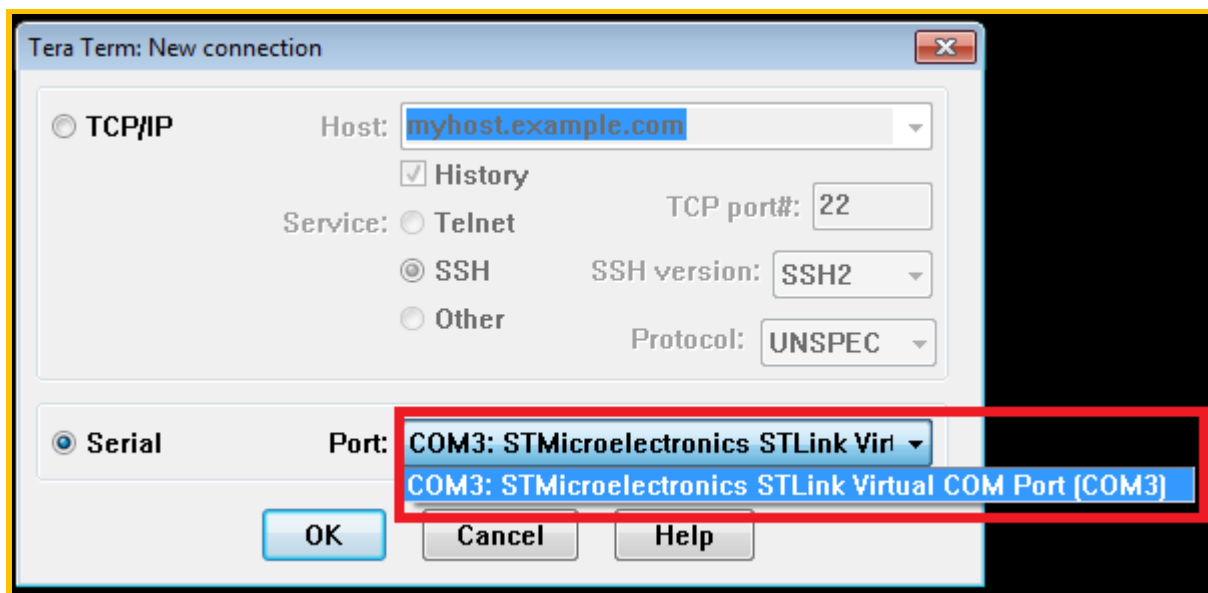 Tera Term: New connection
TCP/IP Host: myhost.example.com
History
Service: Telnet TCP port#: 22
SSH SSH version: SSH2
Other Protocol: UNSPEC
Serial Port: COM3: STMicroelectronics STLink Virt
COM3: STMicroelectronics STLink Virtual COM Port (COM3)
OK Cancel Help